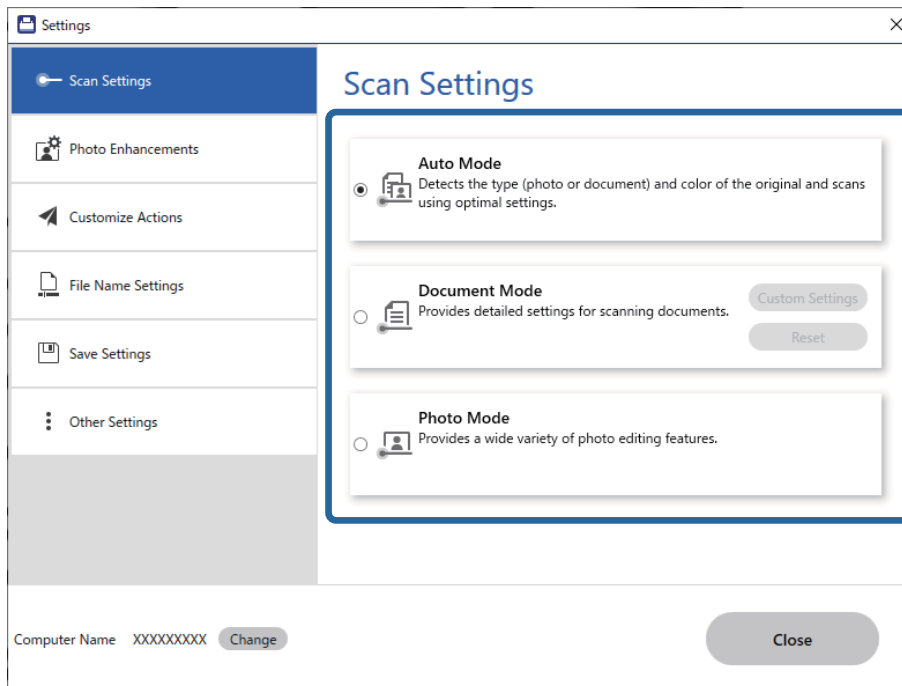 Settings
Scan Settings
Photo Enhancements
Customize Actions
File Name Settings
Save Settings
Other Settings
Scan Settings
Auto Mode
Detects the type (photo or document) and color of the original and scans
using optimal settings.
Document Mode
Provides detailed settings for scanning documents.
Custom Settings
Reset
Photo Mode
Provides a wide variety of photo editing features.
Computer Name XXXXXXXXX Change
Close